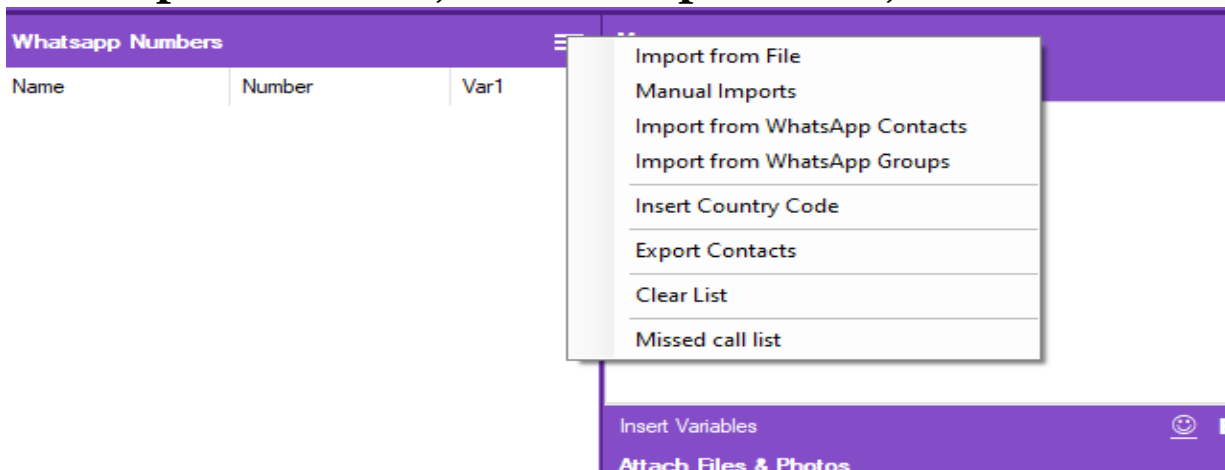 Whatsapp Numbers
Name Number Var1
Import from File
Manual Imports
Import from WhatsApp Contacts
Import from WhatsApp Groups
Insert Country Code
Export Contacts
Clear List
Missed call list
Insert Variables
Attach Files & Photos